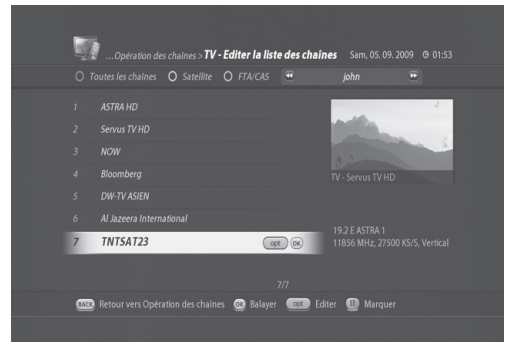 ...Opération des chaînes > TV - Editer la liste des chaînes Sam, 05. 09. 2009 01:53
Toutes les chaînes Satellite FTA/CAS john
1 ASTRA HD
2 Servus TV HD
3 NOW
4 Bloomberg
5 DW-TV ASIEN
6 Al Jazeera International
7 TNTSAT23 opt OK
TV - Servus TV HD
19.2 E ASTRA 1
11856 MHz, 27500 KS/S, Vertical
7/7
BACK Retour vers Opération des chaînes OK Balayer opt Editer Marquer